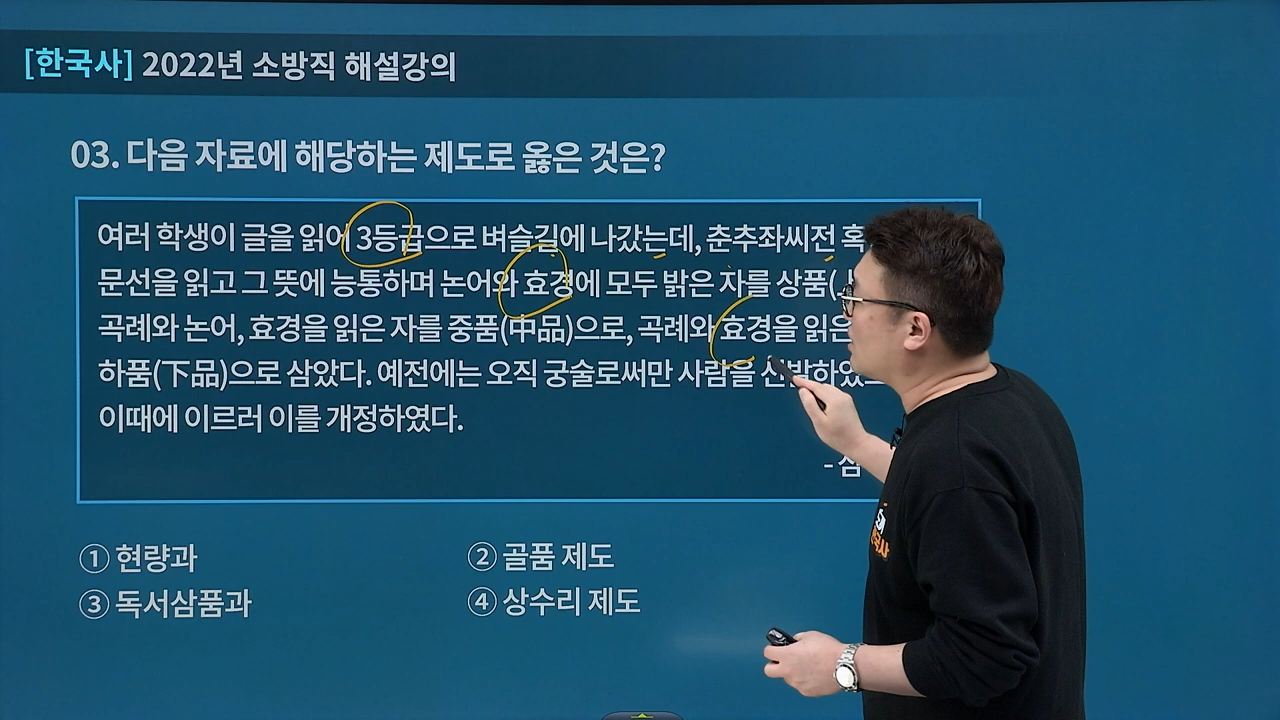 [한국사] 2022년 소방직 해설강의
03. 다음 자료에 해당하는 제도로 옳은 것은?
여러 학생이 글을 읽어 3등급으로 벼슬길에 나갔는데, 춘추좌씨전 혹
문선을 읽고 그 뜻에 능통하며 논어와 효경에 모두 밝은 자를 상품(
곡례와 논어, 효경을 읽은 자를 중품(中品)으로, 곡례와 효경을 읽은
하품(下品)으로 삼았다. 예전에는 오직 궁술로써만 사람을 선발하였으
이때에 이르러 이를 개정하였다.
-
① 현량과
② 골품 제도
③ 독서삼품과
④ 상수리 제도